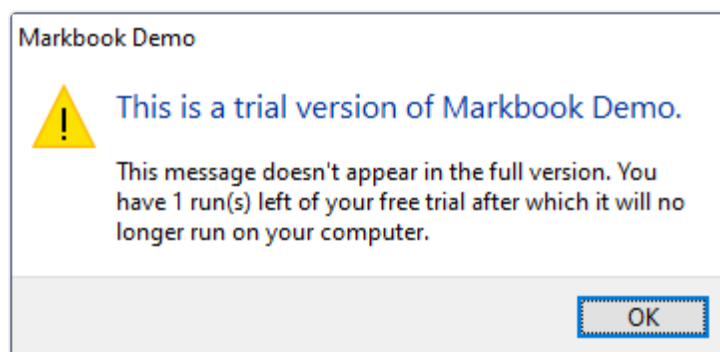 Markbook Demo
This is a trial version of Markbook Demo.
This message doesn't appear in the full version. You
have 1 run(s) left of your free trial after which it will no
longer run on your computer.
OK